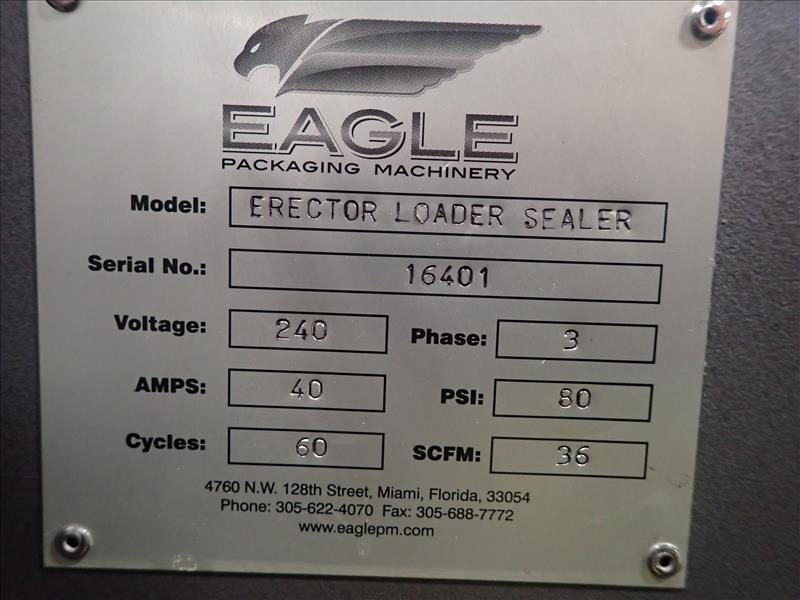 EAGLE
PACKAGING MACHINERY
Model: ERECTOR LOADER SEALER
Serial No.: 16401
Voltage: 240 Phase: 3
AMPS: 40 PSI: 80
Cycles: 60 SCFM: 36
4760 N.W. 128th Street, Miami, Florida, 33054
Phone: 305-622-4070 Fax: 305-688-7772
www.eaglepm.com